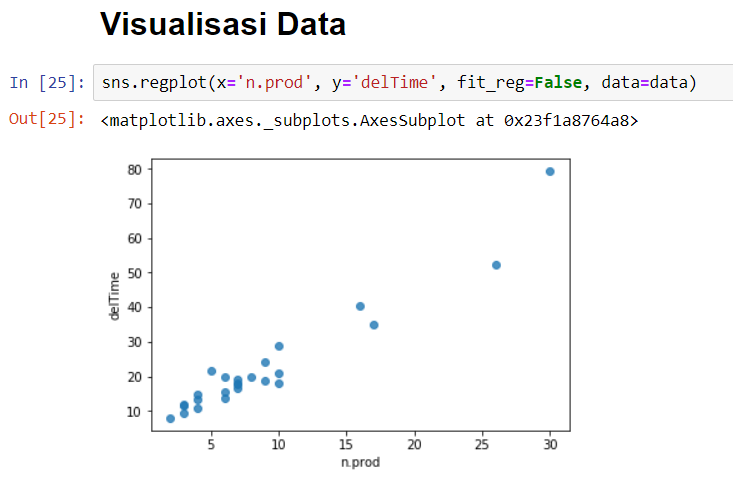 Visualisasi Data
In [25]: sns.regplot(x='n.prod', y='delTime', fit_reg=False, data=data)
Out[25]: <matplotlib.axes._subplots.AxesSubplot at 0x23f1a8764a8>
80
70
60
50
40
30
20
10
delTime
5 10 15 20 25 30
n.prod